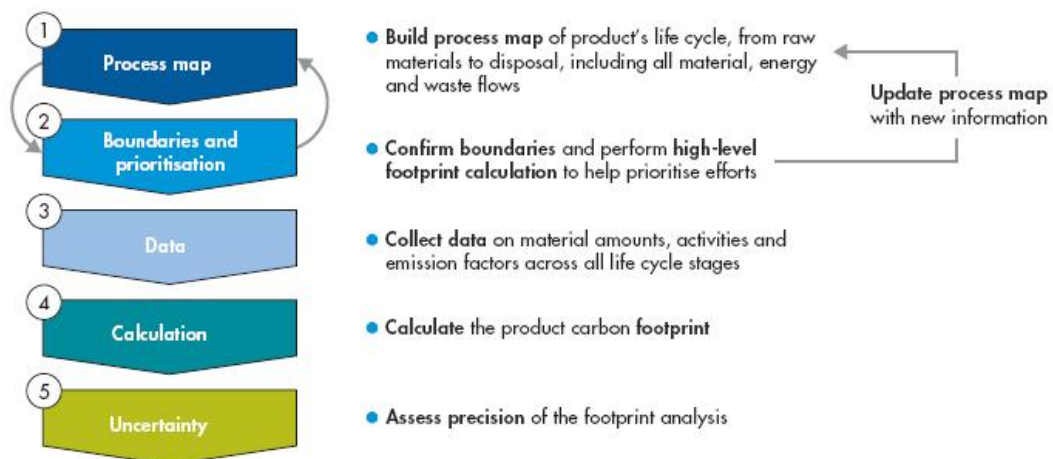 1
Process map
• Build process map of product's life cycle, from raw
materials to disposal, including all material, energy
and waste flows
Update process map
with new information
2
Boundaries and
prioritisation
• Confirm boundaries and perform high-level
footprint calculation to help prioritise efforts
3
Data
• Collect data on material amounts, activities and
emission factors across all life cycle stages
4
Calculation
• Calculate the product carbon footprint
5
Uncertainty
• Assess precision of the footprint analysis